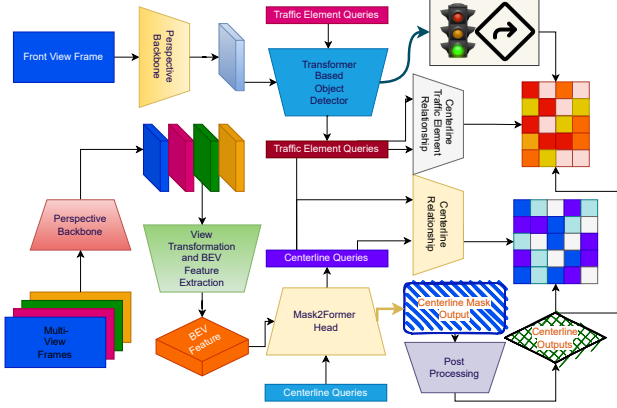 Traffic Element Queries
Front View Frame
Perspective
Backbone
Transformer
Based
Object
Detector
Traffic Element Queries
Centerline
Traffic Element
Relationship
Perspective
Backbone
View
Transformation
and BEV
Feature
Extraction
Centerline
Relationship
Centerline Queries
Multi-
View
Frames
BEV
Feature
Mask2Former
Head
Centerline Mask
Output
Centerline
Outputs
Post
Processing
Centerline Queries